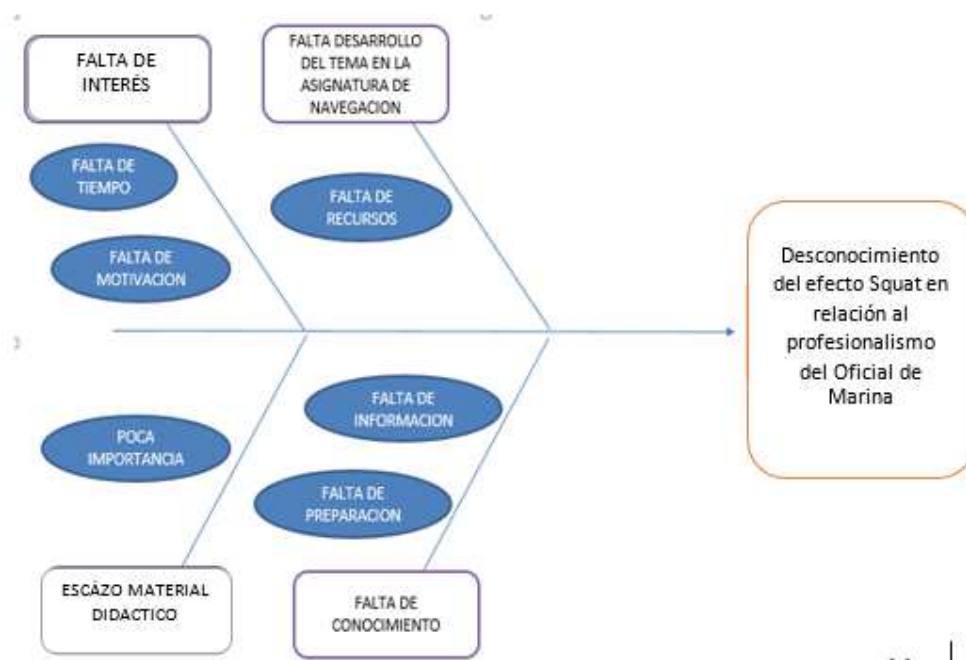 FALTA DE
INTERÉS
FALTA DESARROLLO
DEL TEMA EN LA
ASIGNATURA DE
NAVEGACION
FALTA DE
TIEMPO
FALTA DE
MOTIVACION
FALTA DE
RECURSOS
Desconocimiento
del efecto Squat en
relación al
profesionalismo
del Oficial de
Marina
POCA
IMPORTANCIA
FALTA DE
INFORMACION
FALTA DE
PREPARACION
ESCÁZO MATERIAL
DIDACTICO
FALTA DE
CONOCIMIENTO